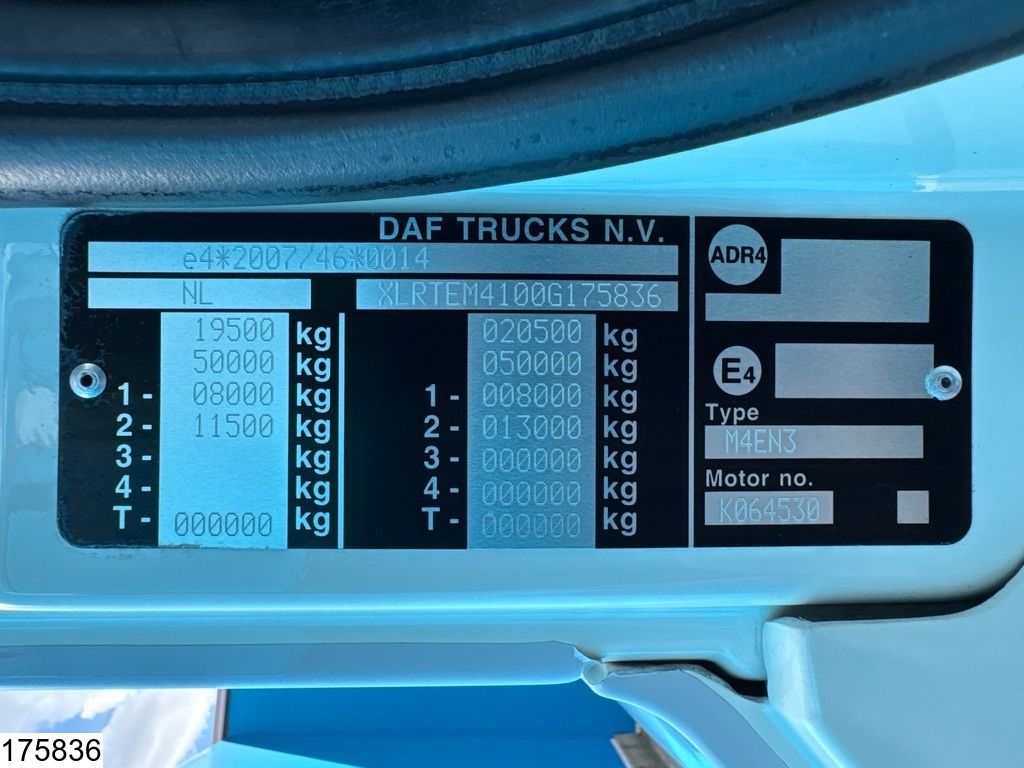 DAF TRUCKS N.V.
e4*2007/46*0014
NL XLRTEM4100G175836
19500 kg 020500 kg
50000 kg 050000 kg
1 - 08000 kg 1 - 008000 kg
2 - 11500 kg 2 - 013000 kg
3 - kg 3 - 000000 kg
4 - kg 4 - 000000 kg
T - 000000 kg T - 000000 kg
ADR4
E4
Type
M4EN3
Motor no.
K064530
175836